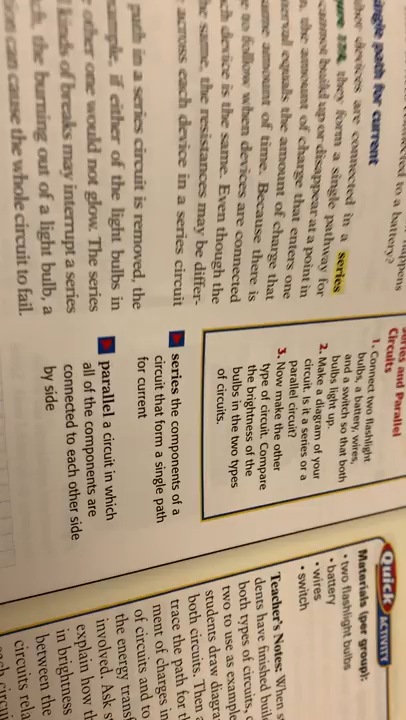 ingle path for current
devices are connected in a series
they form a single pathway for
cannot build up or disappear at a point in
the amount of charge that enters one
interval equals the amount of charge that
ame amount of time. Because there is
to follow when devices are connected
ch device is the same. Even though the
he same, the resistances may be differ-
across each device in a series circuit
path in a series circuit is removed, the
ample, if either of the light bulbs in
other one would not glow. The series
kinds of breaks may interrupt a series
ch, the burning out of a light bulb, a
ion can cause the whole circuit to fail.
eries and Parallel
Circuits
1. Connect two flashlight
bulbs, a battery, wires,
and a switch so that both
bulbs light up.
2. Make a diagram of your
circuit. Is it a series or a
parallel circuit?
3. Now make the other
type of circuit. Compare
the brightness of the
bulbs in the two types
of circuits.
series the components of a
circuit that form a single path
for current
parallel a circuit in which
all of the components are
connected to each other side
by side
Quick ACTIVITY
Materials (per group):
• two flashlight bulbs
• battery
• wires
• switch
Teacher's Notes: When s
dents have finished bui
both types of circuits,
two to use as exampl
students draw diagra
both circuits. Then
trace the path for t
ment of charges in
of circuits and to
the energy transf
involved. Ask s
explain how t
in brightness
between the
circuits rela